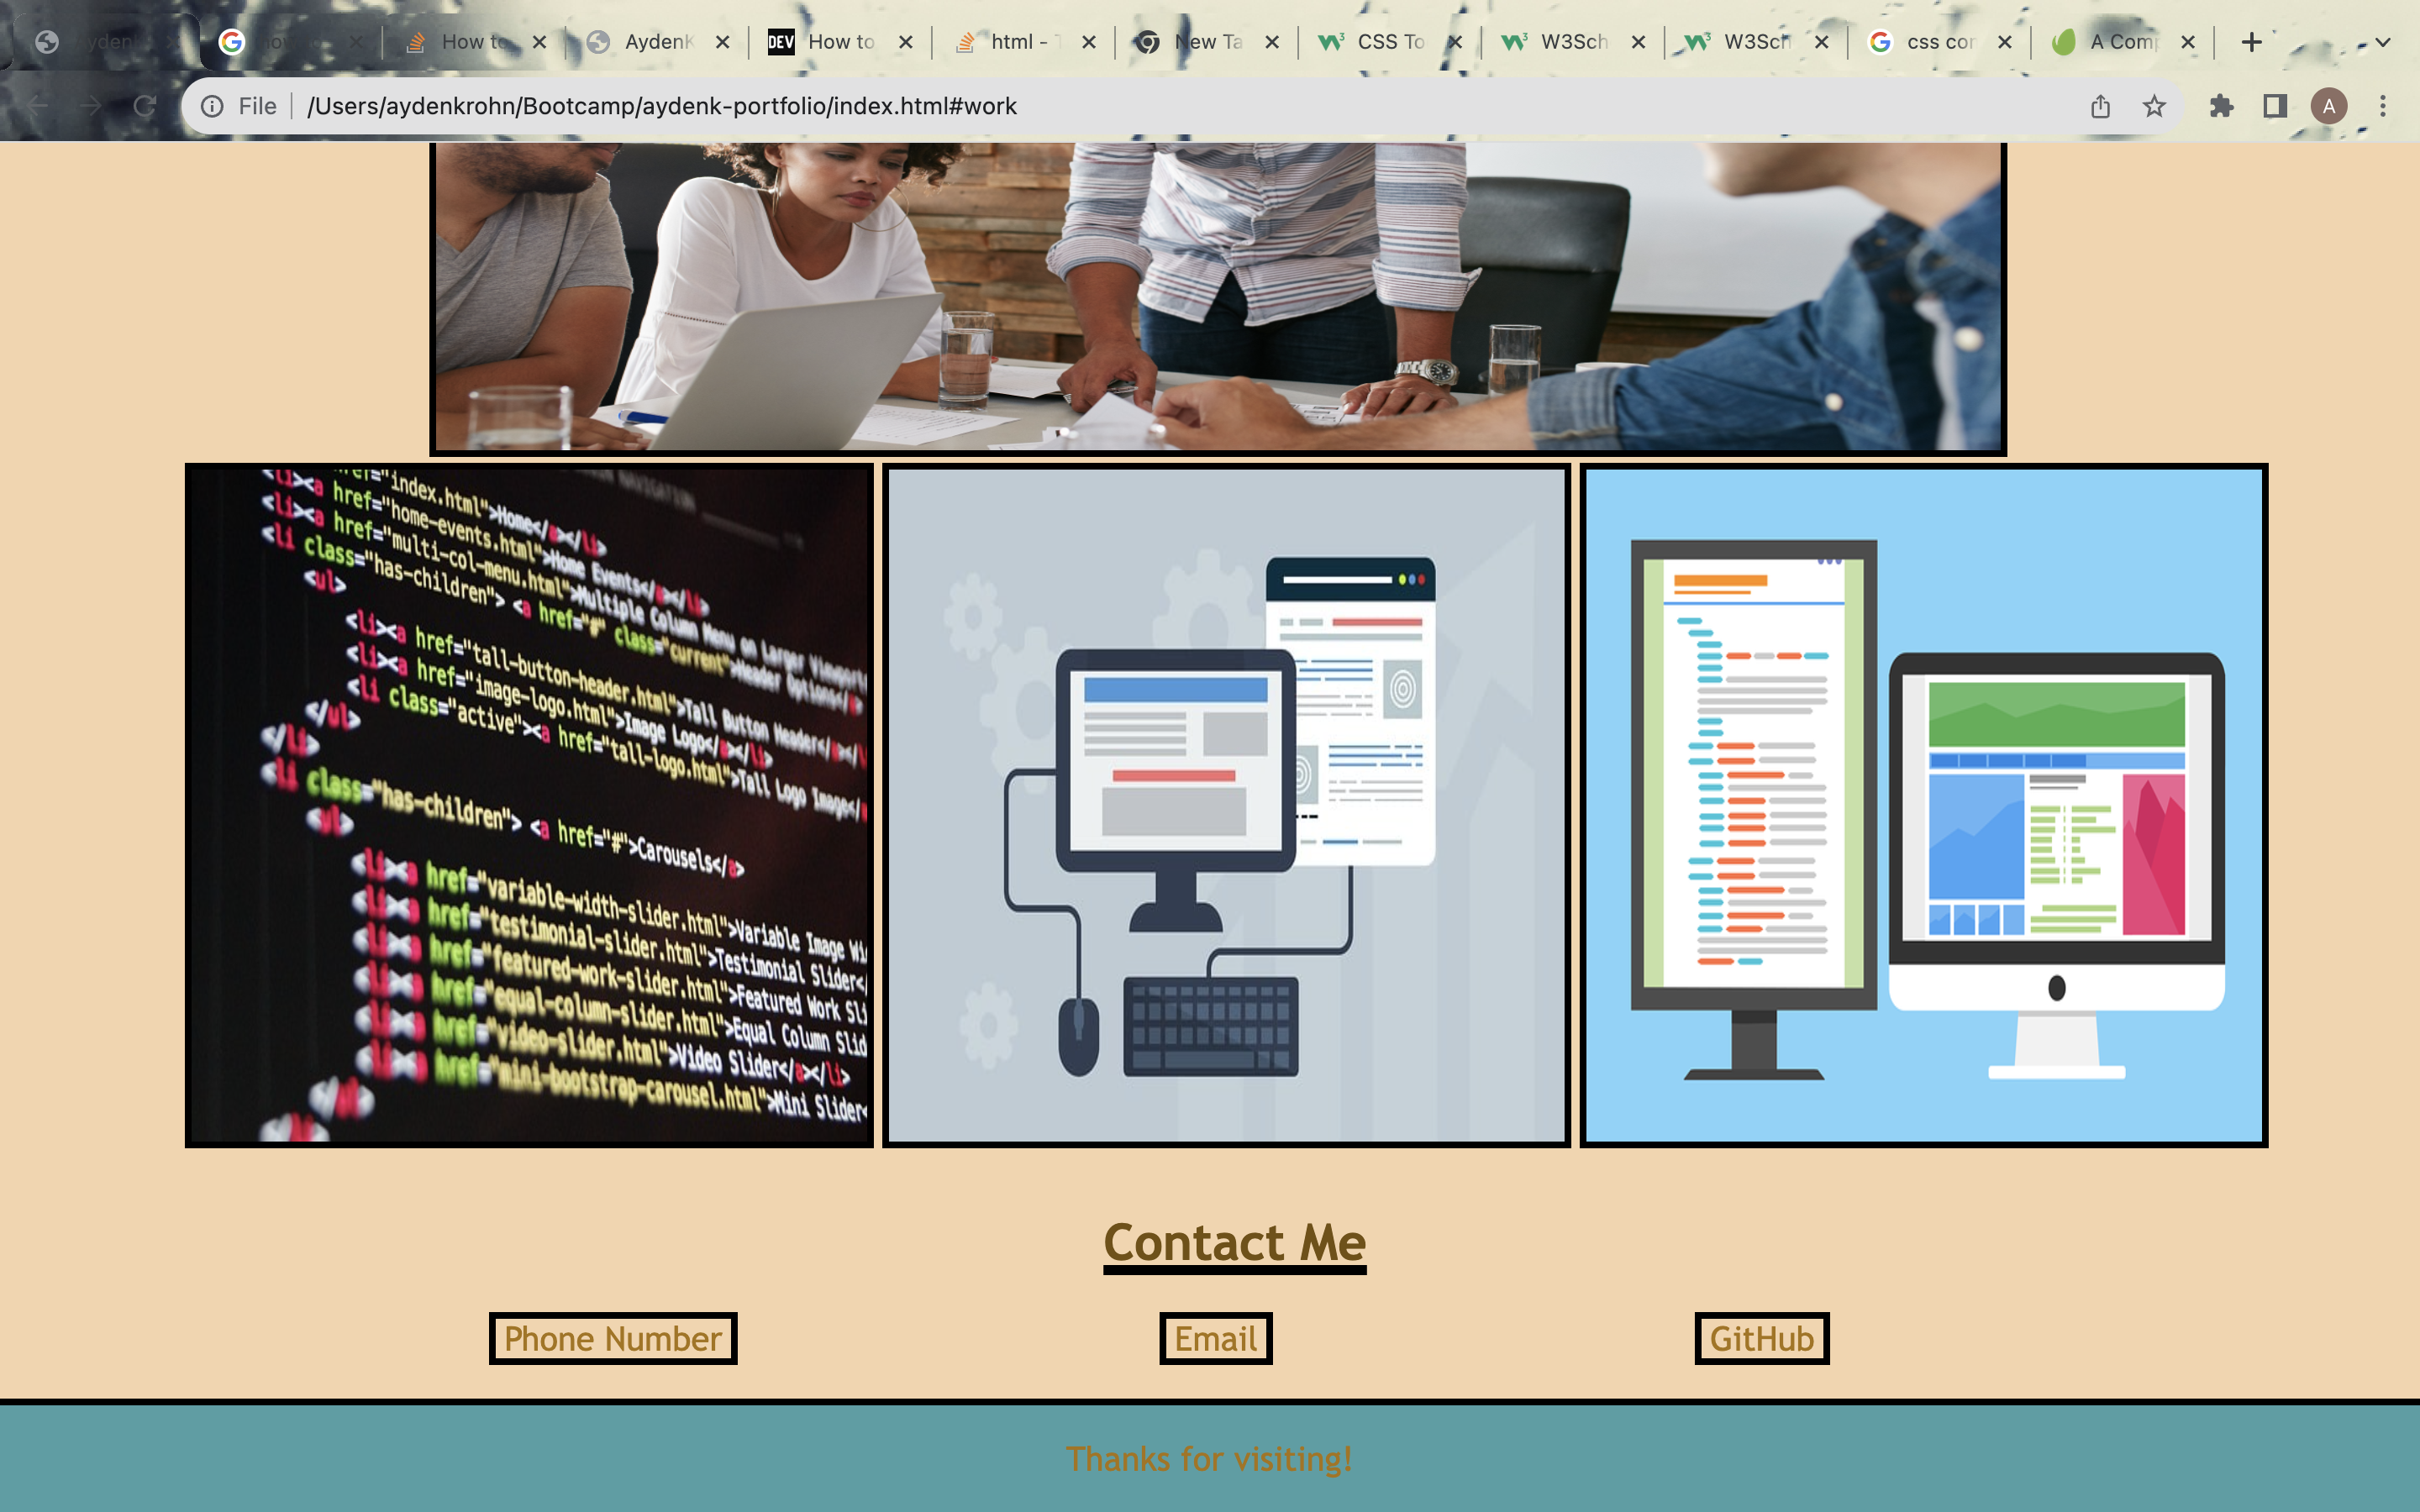 ayden
how to
How to
AydenK
DEV How to
html - T
New Ta
CSS To
W3Sch
W3Sch
css cor
A Comp
File /Users/aydenkrohn/Bootcamp/aydenk-portfolio/index.html#work
A
href="index.html">Home</a></li>
<li><a href="home-events.html">Home Events</a></li>
<li><a href="multi-col-menu.html">Multiple Column Menu on Larger Viewports
<li class="has-children"> <a href="#" class="current">Header Options</a>
<ul>
<li><a href="tall-button-header.html">Tall Button Header</a></li>
<li><a href="image-logo.html">Image Logo</a></li>
<li class="active"><a href="tall-logo.html">Tall Logo Image</a>
</ul>
</li>
<li class="has-children"> <a href="#">Carousels</a>
<ul>
<li><a href="variable-width-slider.html">Variable Image Wi
<li><a href="testimonial-slider.html">Testimonial Slider</
<li><a href="featured-work-slider.html">Featured Work Sli
<li><a href="equal-column-slider.html">Equal Column Slid
<li><a href="video-slider.html">Video Slider</a></li>
<li><a href="mini-bootstrap-carousel.html">Mini Slider<
Contact Me
Phone Number
Email
GitHub
Thanks for visiting!